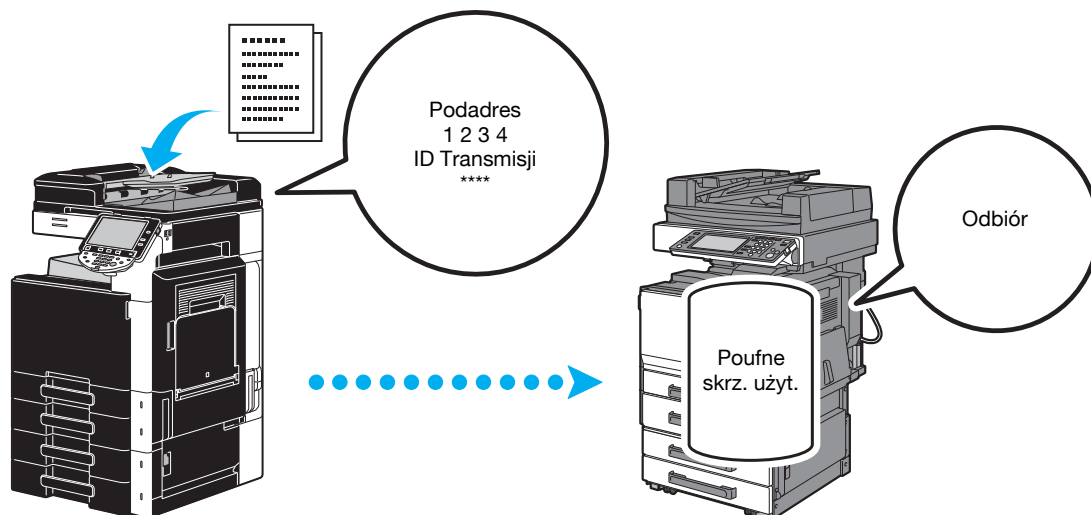 Podadres
1 2 3 4
ID Transmisji
****
Odbiór
Poufne
skrz. użyt.